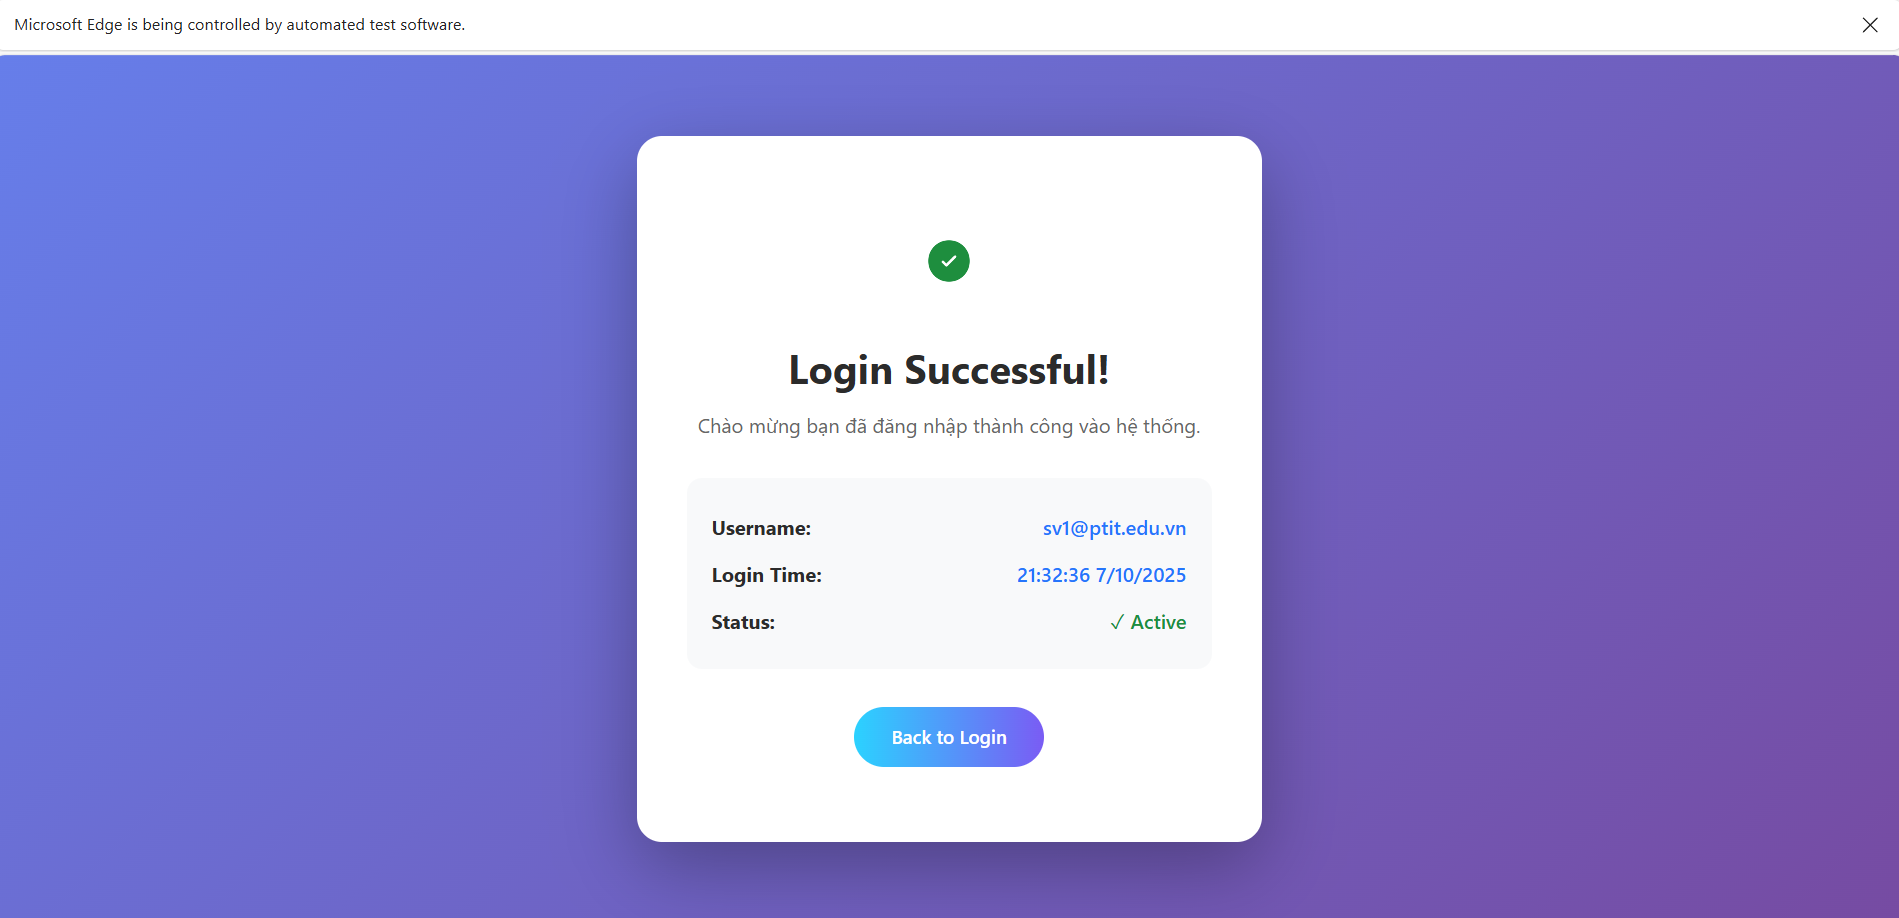 Microsoft Edge is being controlled by automated test software.
Login Successful!
Chào mừng bạn đã đăng nhập thành công vào hệ thống.
Username: sv1@ptit.edu.vn
Login Time: 21:32:36 7/10/2025
Status: ✓ Active
Back to Login